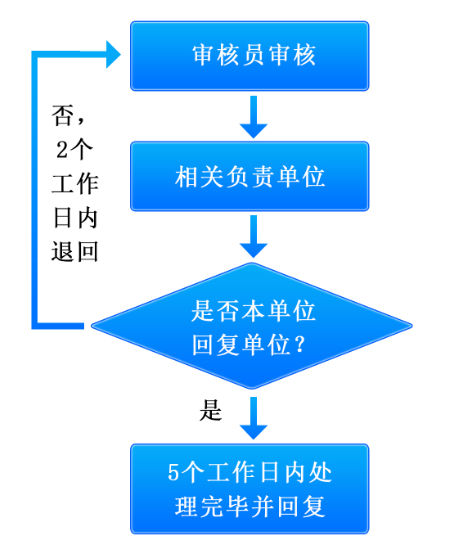 审核员审核
否，
2个
工作
日内
退回
相关负责单位
是否本单位
回复单位？
是
5个工作日内处
理完毕并回复